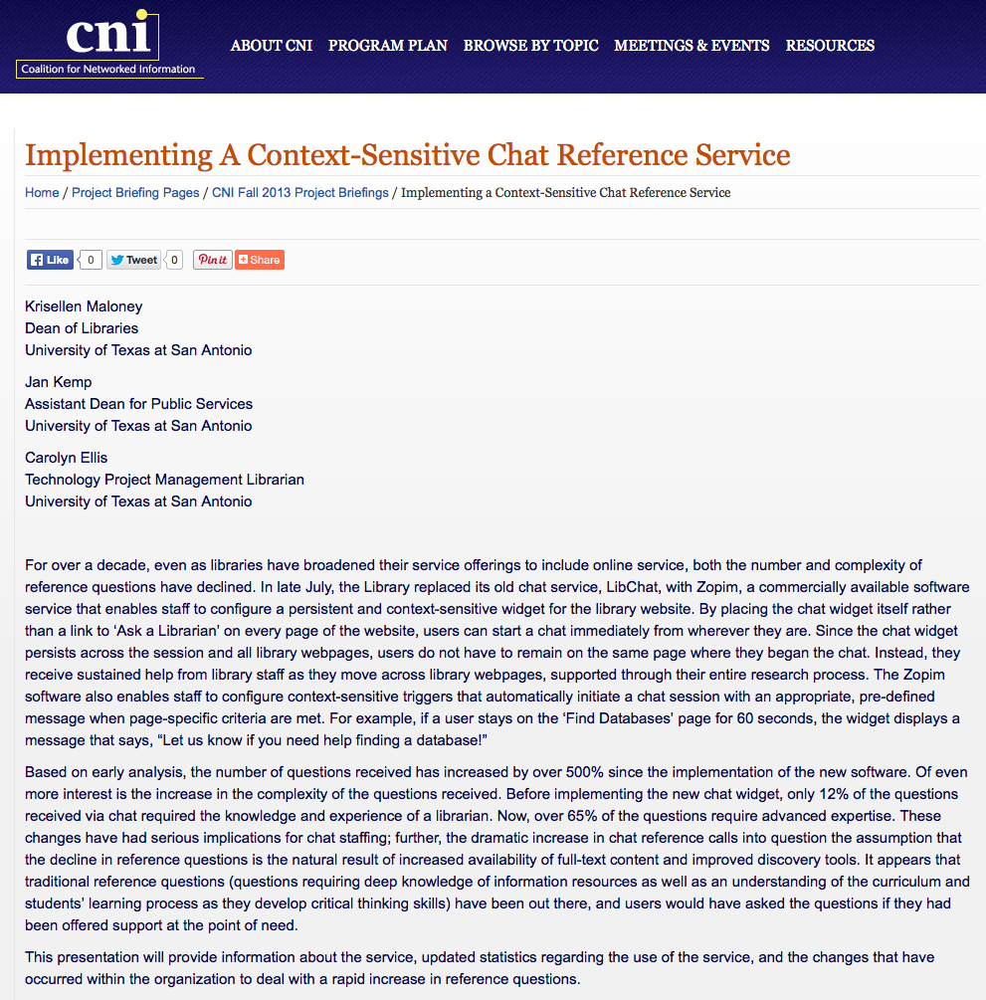 cni
Coalition for Networked Information
ABOUT CNI PROGRAM PLAN BROWSE BY TOPIC MEETINGS & EVENTS RESOURCES
Implementing A Context-Sensitive Chat Reference Service
Home / Project Briefing Pages / CNI Fall 2013 Project Briefings / Implementing a Context-Sensitive Chat Reference Service
Like 0 Tweet 0 Pin it Share
Krisellen Maloney
Dean of Libraries
University of Texas at San Antonio
Jan Kemp
Assistant Dean for Public Services
University of Texas at San Antonio
Carolyn Ellis
Technology Project Management Librarian
University of Texas at San Antonio
For over a decade, even as libraries have broadened their service offerings to include online service, both the number and complexity of
reference questions have declined. In late July, the Library replaced its old chat service, LibChat, with Zopim, a commercially available software
service that enables staff to configure a persistent and context-sensitive widget for the library website. By placing the chat widget itself rather
than a link to ‘Ask a Librarian’ on every page of the website, users can start a chat immediately from wherever they are. Since the chat widget
persists across the session and all library webpages, users do not have to remain on the same page where they began the chat. Instead, they
receive sustained help from library staff as they move across library webpages, supported through their entire research process. The Zopim
software also enables staff to configure context-sensitive triggers that automatically initiate a chat session with an appropriate, pre-defined
message when page-specific criteria are met. For example, if a user stays on the ‘Find Databases’ page for 60 seconds, the widget displays a
message that says, “Let us know if you need help finding a database!”
Based on early analysis, the number of questions received has increased by over 500% since the implementation of the new software. Of even
more interest is the increase in the complexity of the questions received. Before implementing the new chat widget, only 12% of the questions
received via chat required the knowledge and experience of a librarian. Now, over 65% of the questions require advanced expertise. These
changes have had serious implications for chat staffing; further, the dramatic increase in chat reference calls into question the assumption that
the decline in reference questions is the natural result of increased availability of full-text content and improved discovery tools. It appears that
traditional reference questions (questions requiring deep knowledge of information resources as well as an understanding of the curriculum and
students’ learning process as they develop critical thinking skills) have been out there, and users would have asked the questions if they had
been offered support at the point of need.
This presentation will provide information about the service, updated statistics regarding the use of the service, and the changes that have
occurred within the organization to deal with a rapid increase in reference questions.